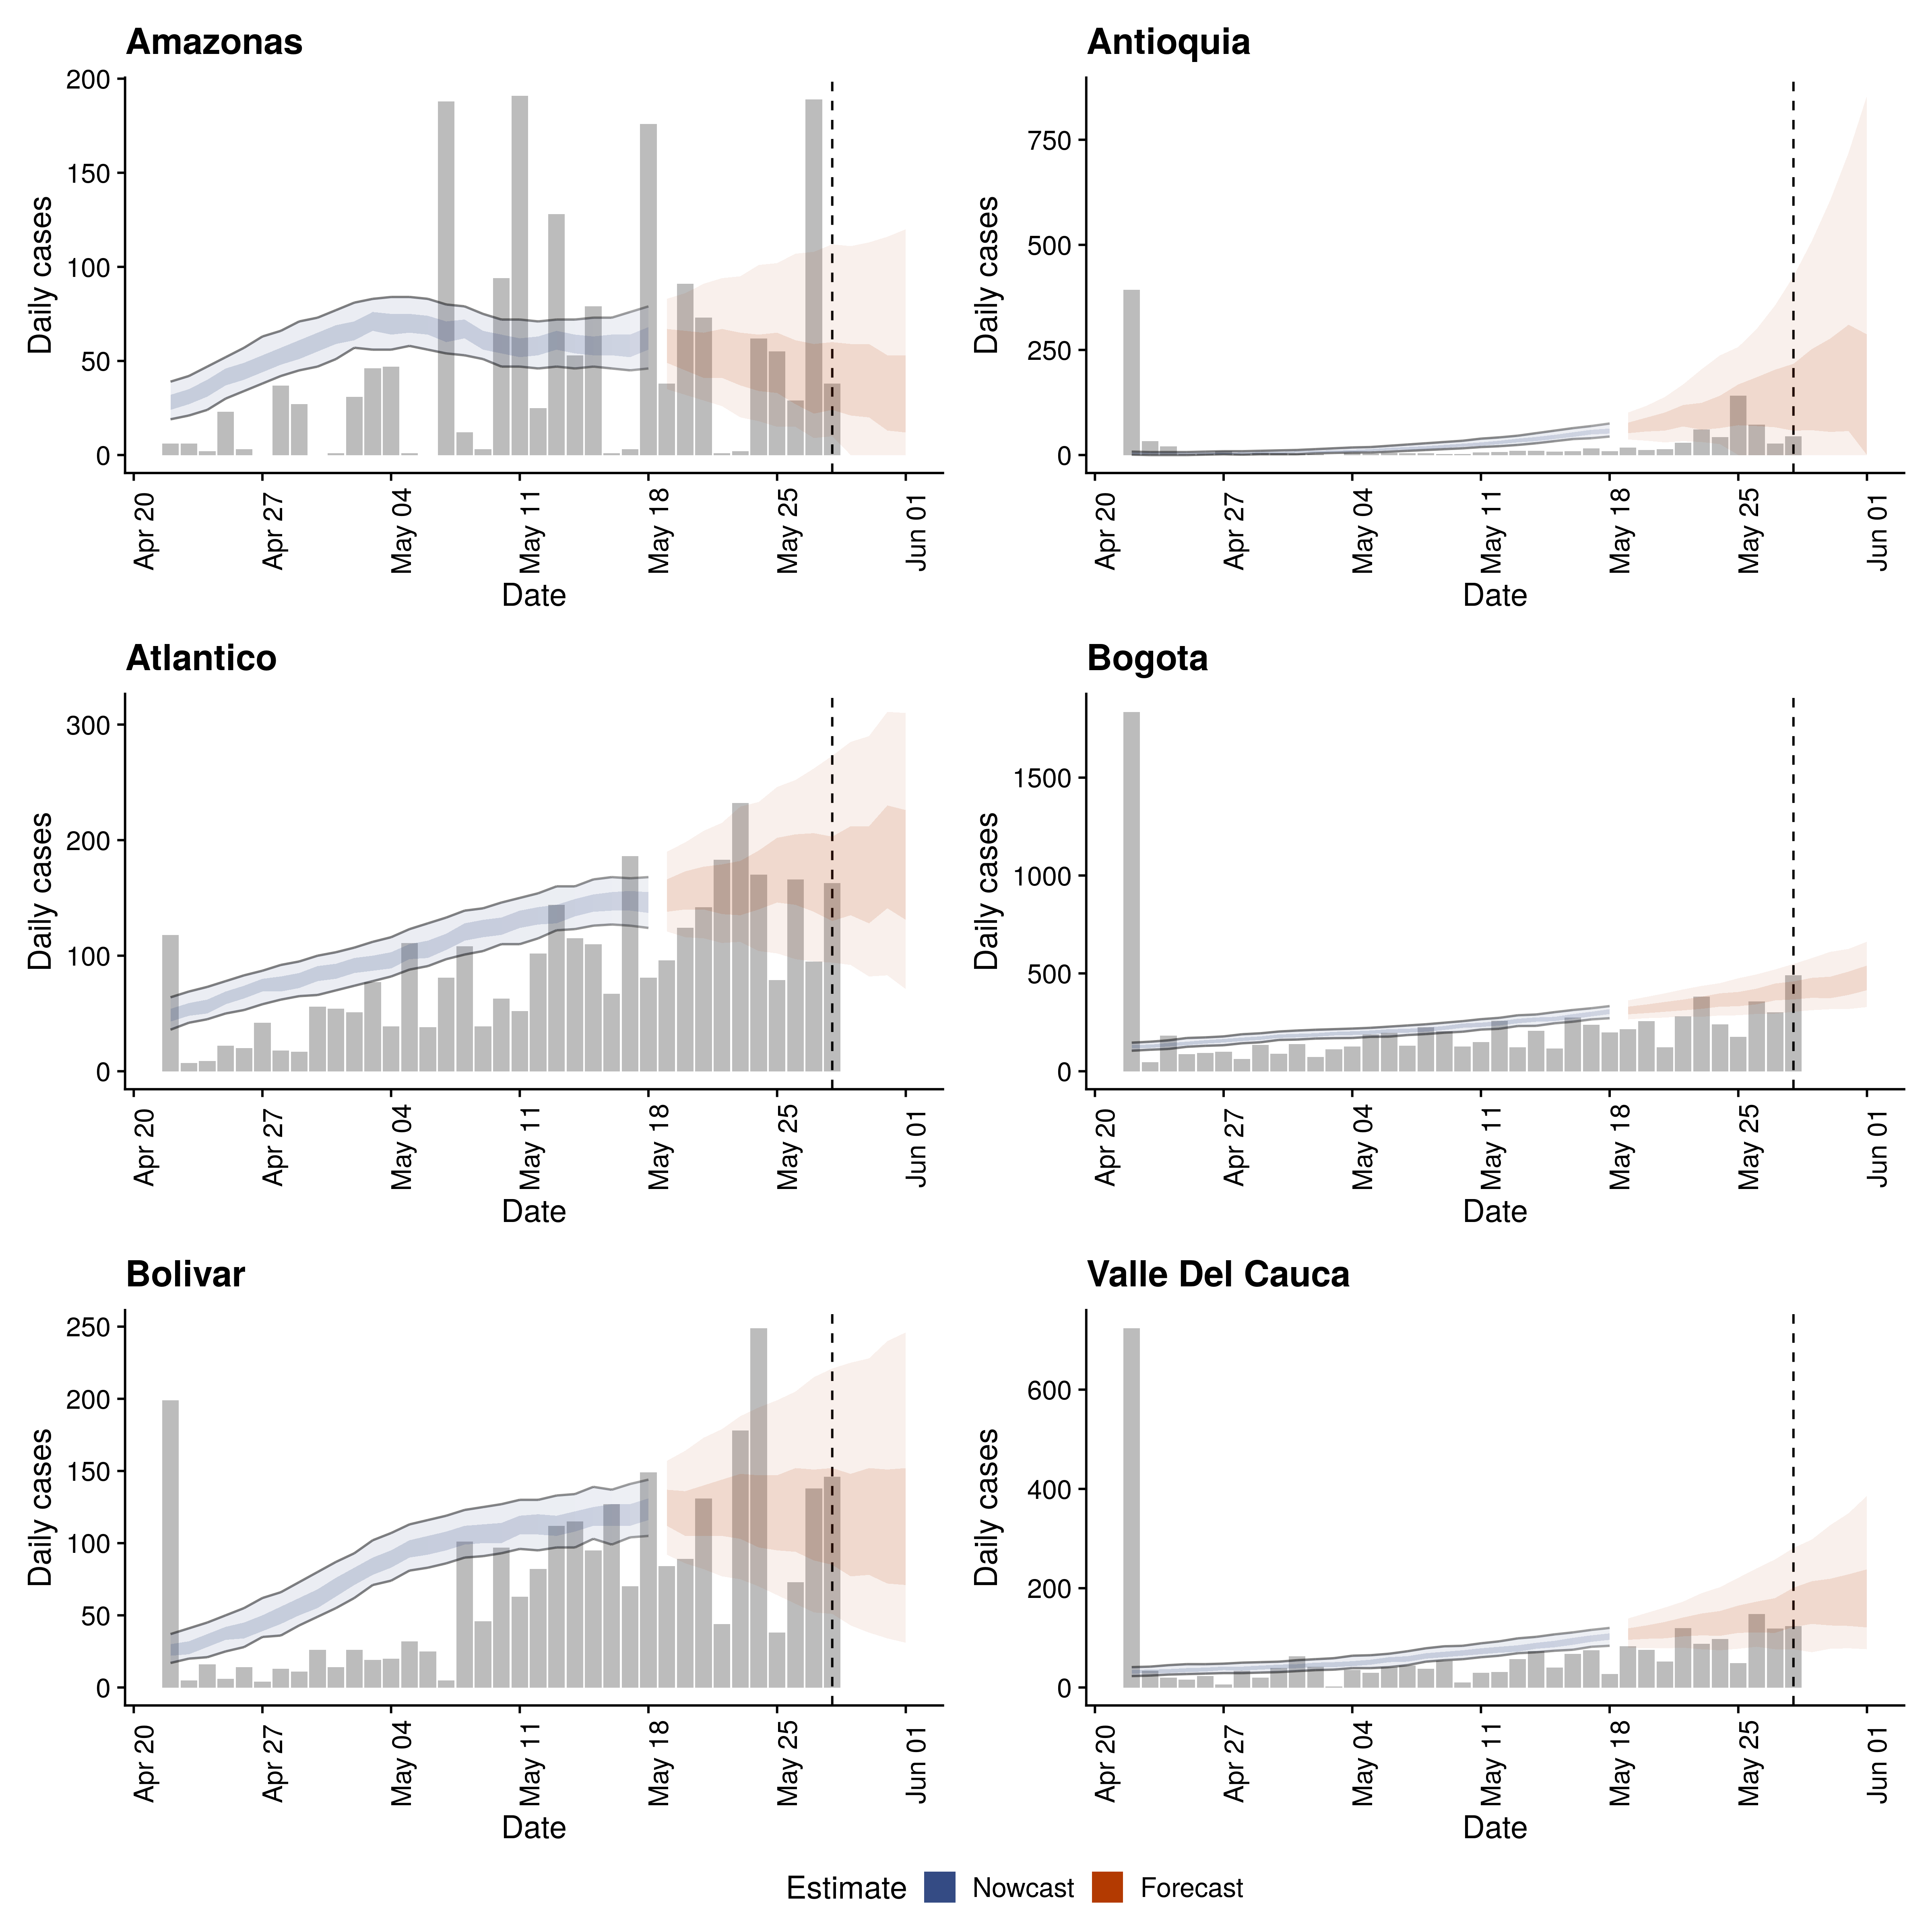 Amazonas
Daily cases
200
150
100
50
0
Apr 20
Apr 27
May 04
May 11
May 18
May 25
Jun 01
Date
Antioquia
Daily cases
750
500
250
0
Apr 20
Apr 27
May 04
May 11
May 18
May 25
Jun 01
Date
Atlantico
Daily cases
300
200
100
0
Apr 20
Apr 27
May 04
May 11
May 18
May 25
Jun 01
Date
Bogota
Daily cases
1500
1000
500
0
Apr 20
Apr 27
May 04
May 11
May 18
May 25
Jun 01
Date
Bolivar
Daily cases
250
200
150
100
50
0
Apr 20
Apr 27
May 04
May 11
May 18
May 25
Jun 01
Date
Valle Del Cauca
Daily cases
600
400
200
0
Apr 20
Apr 27
May 04
May 11
May 18
May 25
Jun 01
Date
Estimate Nowcast Forecast